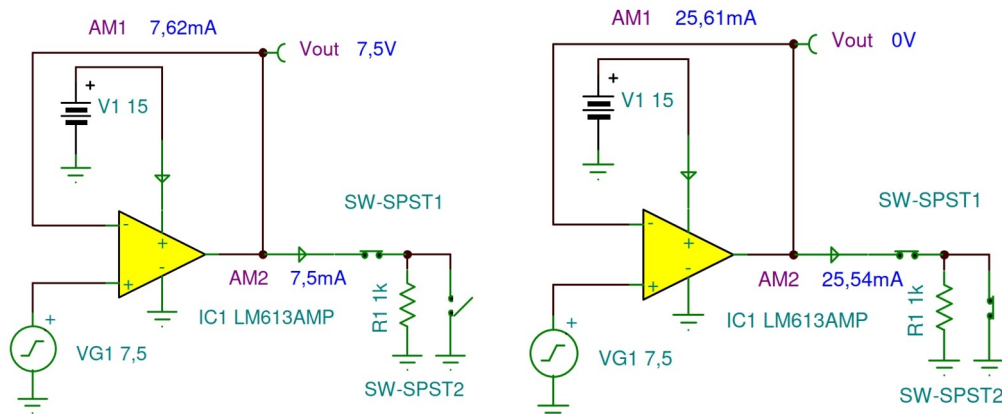 AM1 7,62mA
Vout 7,5V
+
V1 15
SW-SPST1
-
+
-
+
AM2 7,5mA
IC1 LM613AMP
R1 1k
+
VG1 7,5
SW-SPST2
AM1 25,61mA
Vout 0V
+
V1 15
SW-SPST1
-
+
-
+
AM2 25,54mA
IC1 LM613AMP
R1 1k
+
VG1 7,5
SW-SPST2